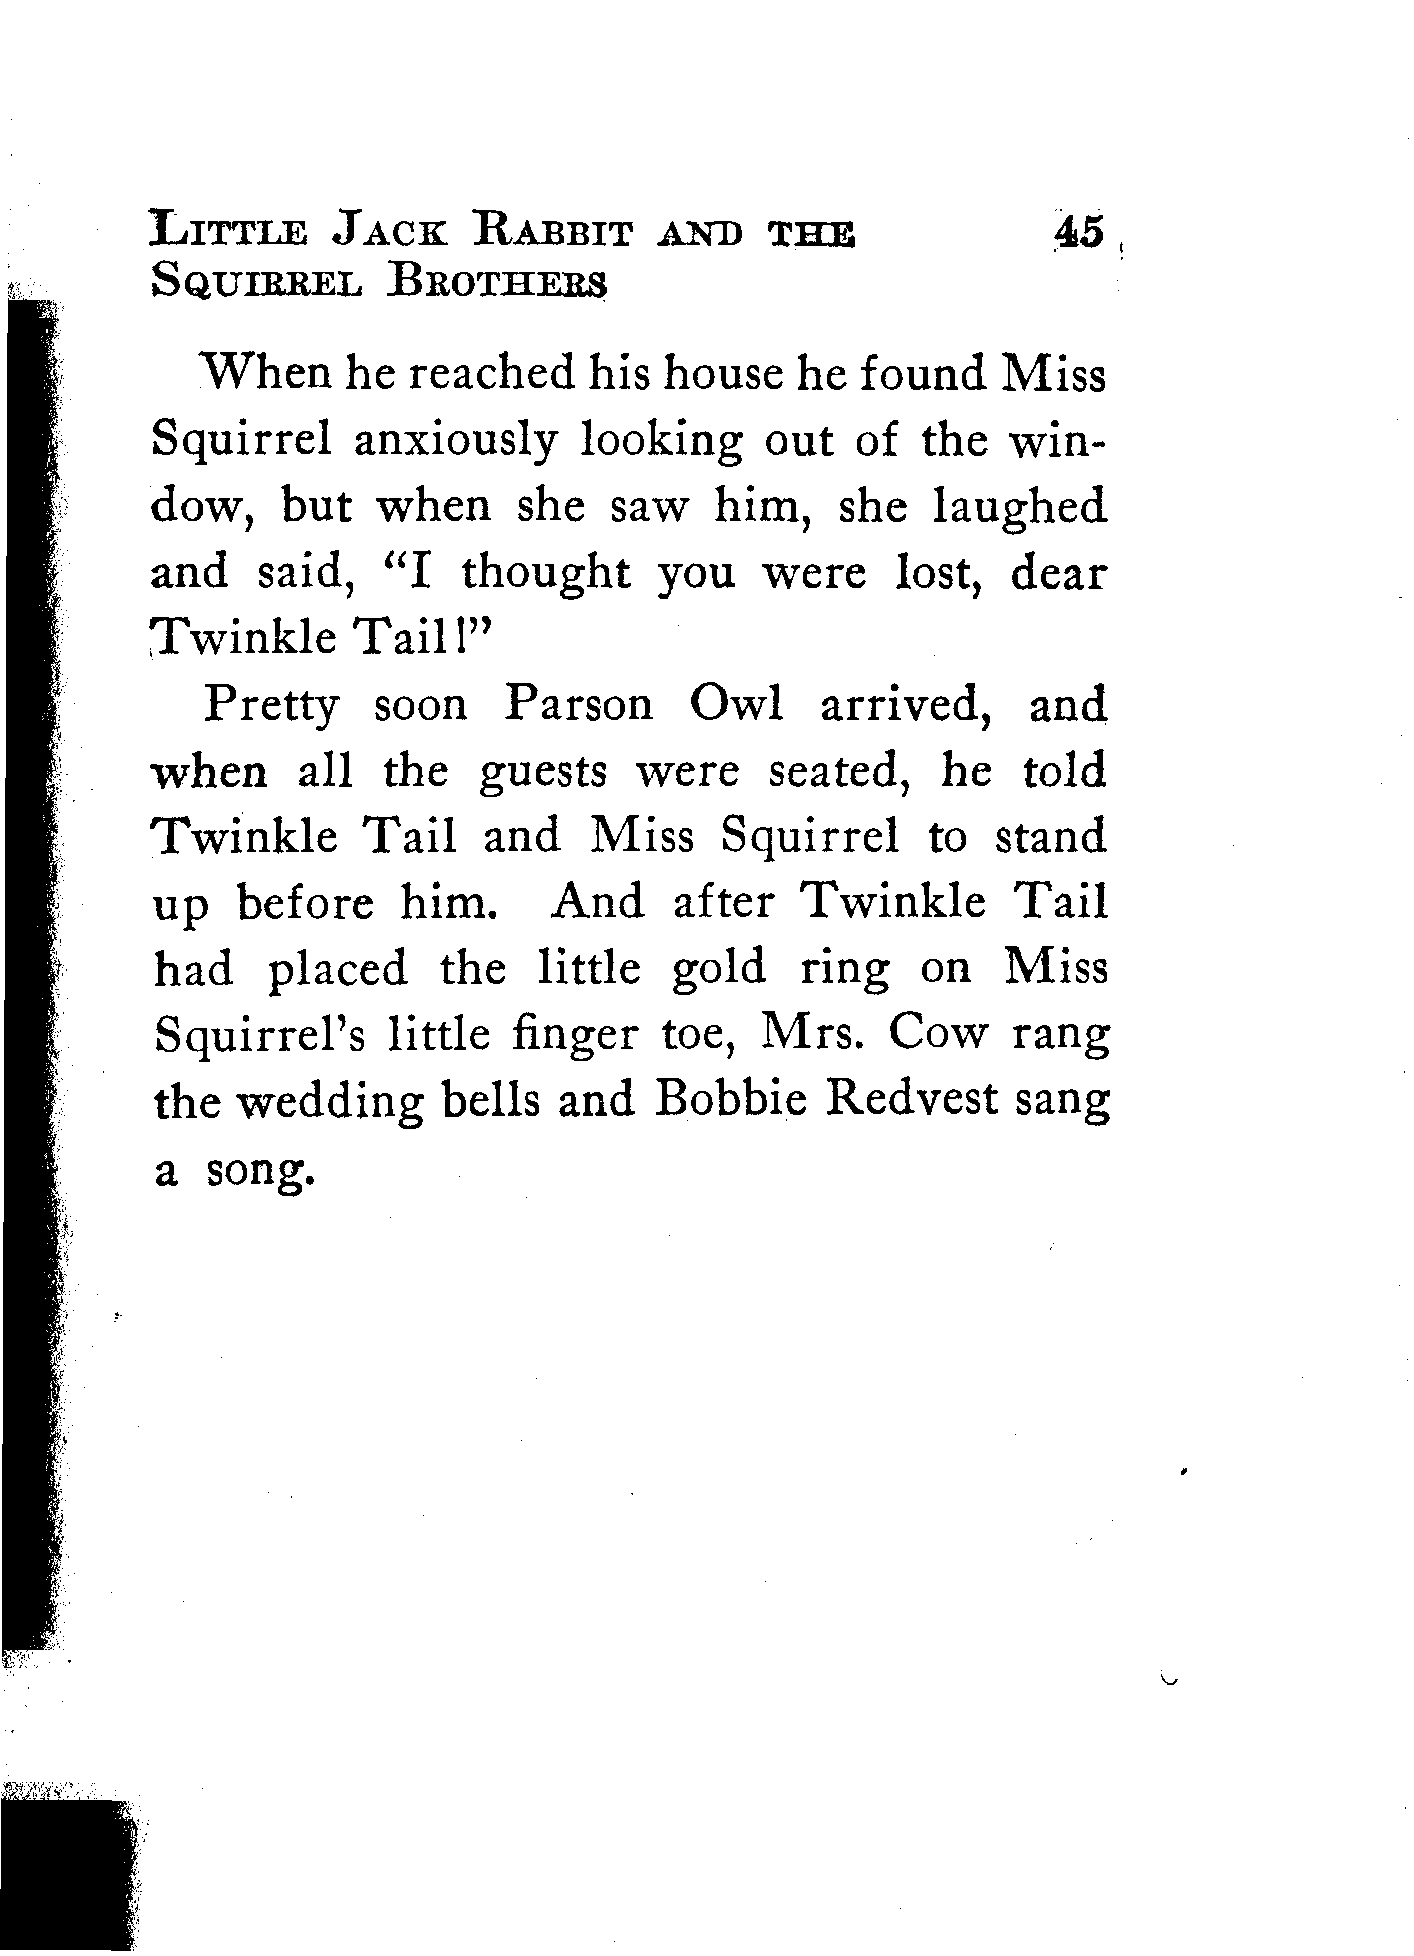 LITTLE JACK RABBIT AND THE 45
SQUIRREL BROTHERS
When he reached his house he found Miss
Squirrel anxiously looking out of the win-
dow, but when she saw him, she laughed
and said, “I thought you were lost, dear
Twinkle Tail!”
Pretty soon Parson Owl arrived, and
when all the guests were seated, he told
Twinkle Tail and Miss Squirrel to stand
up before him. And after Twinkle Tail
had placed the little gold ring on Miss
Squirrel’s little finger toe, Mrs. Cow rang
the wedding bells and Bobbie Redvest sang
a song.